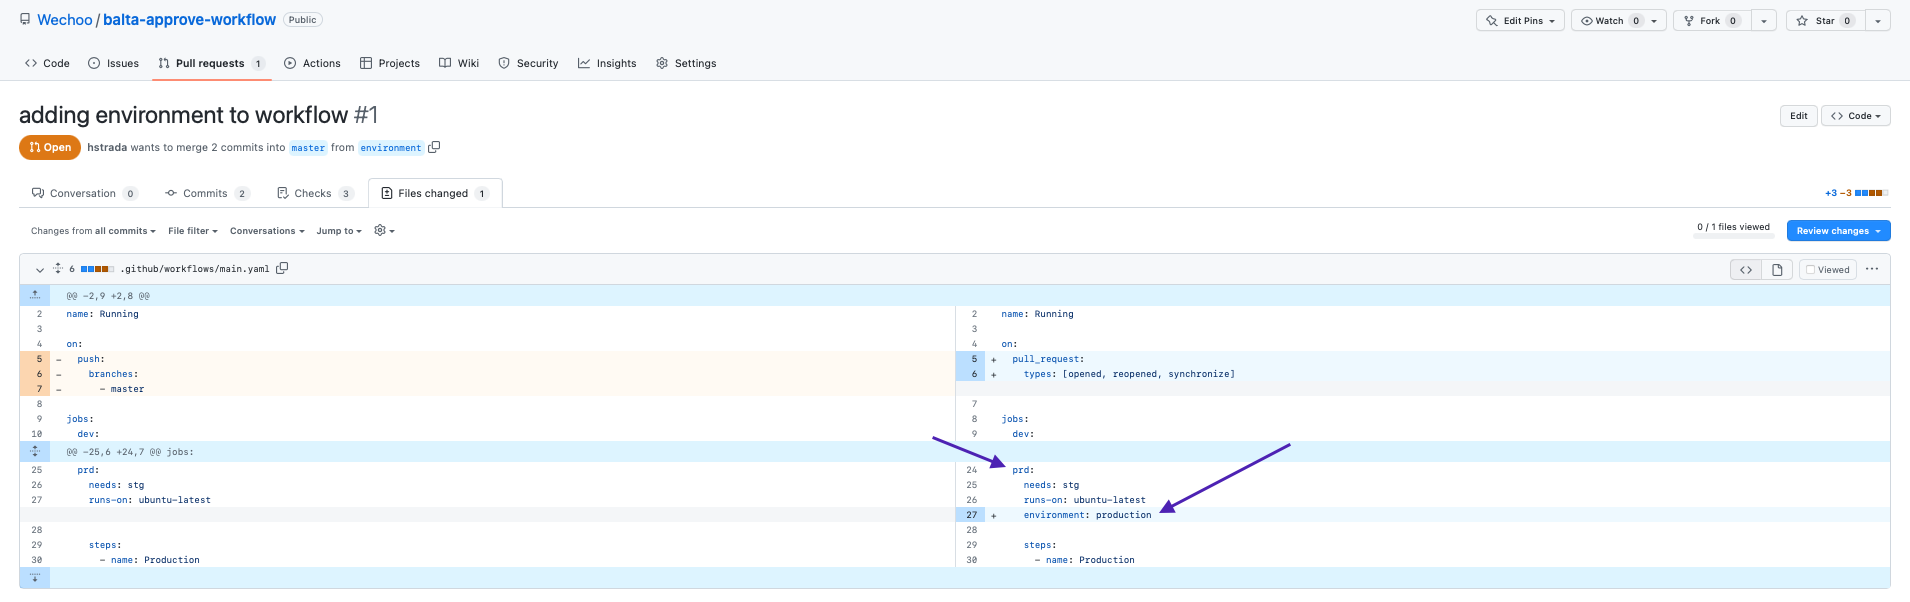 Wechoo / balta-approve-workflow Public
Edit Pins Watch 0 Fork 0 Star 0
Code Issues Pull requests 1 Actions Projects Wiki Security Insights Settings
adding environment to workflow #1
Edit Code
Open hstrada wants to merge 2 commits into master from environment
Conversation 0 Commits 2 Checks 3 Files changed 1
+3 −3
Changes from all commits File filter Conversations Jump to
0 / 1 files viewed Review changes
6 .github/workflows/main.yaml
Viewed
@@ -2,9 +2,8 @@
2 name: Running
3
4 on:
5 - push:
6 - branches:
7 - - master
8
9 jobs:
10 dev:
@@ -25,6 +24,7 @@ jobs:
25 prd:
26 needs: stg
27 runs-on: ubuntu-latest
28
29 steps:
30 - name: Production
2 name: Running
3
4 on:
5 + pull_request:
6 + types: [opened, reopened, synchronize]
7
8 jobs:
9 dev:
24 prd:
25 needs: stg
26 runs-on: ubuntu-latest
27 + environment: production
28
29 steps:
30 - name: Production